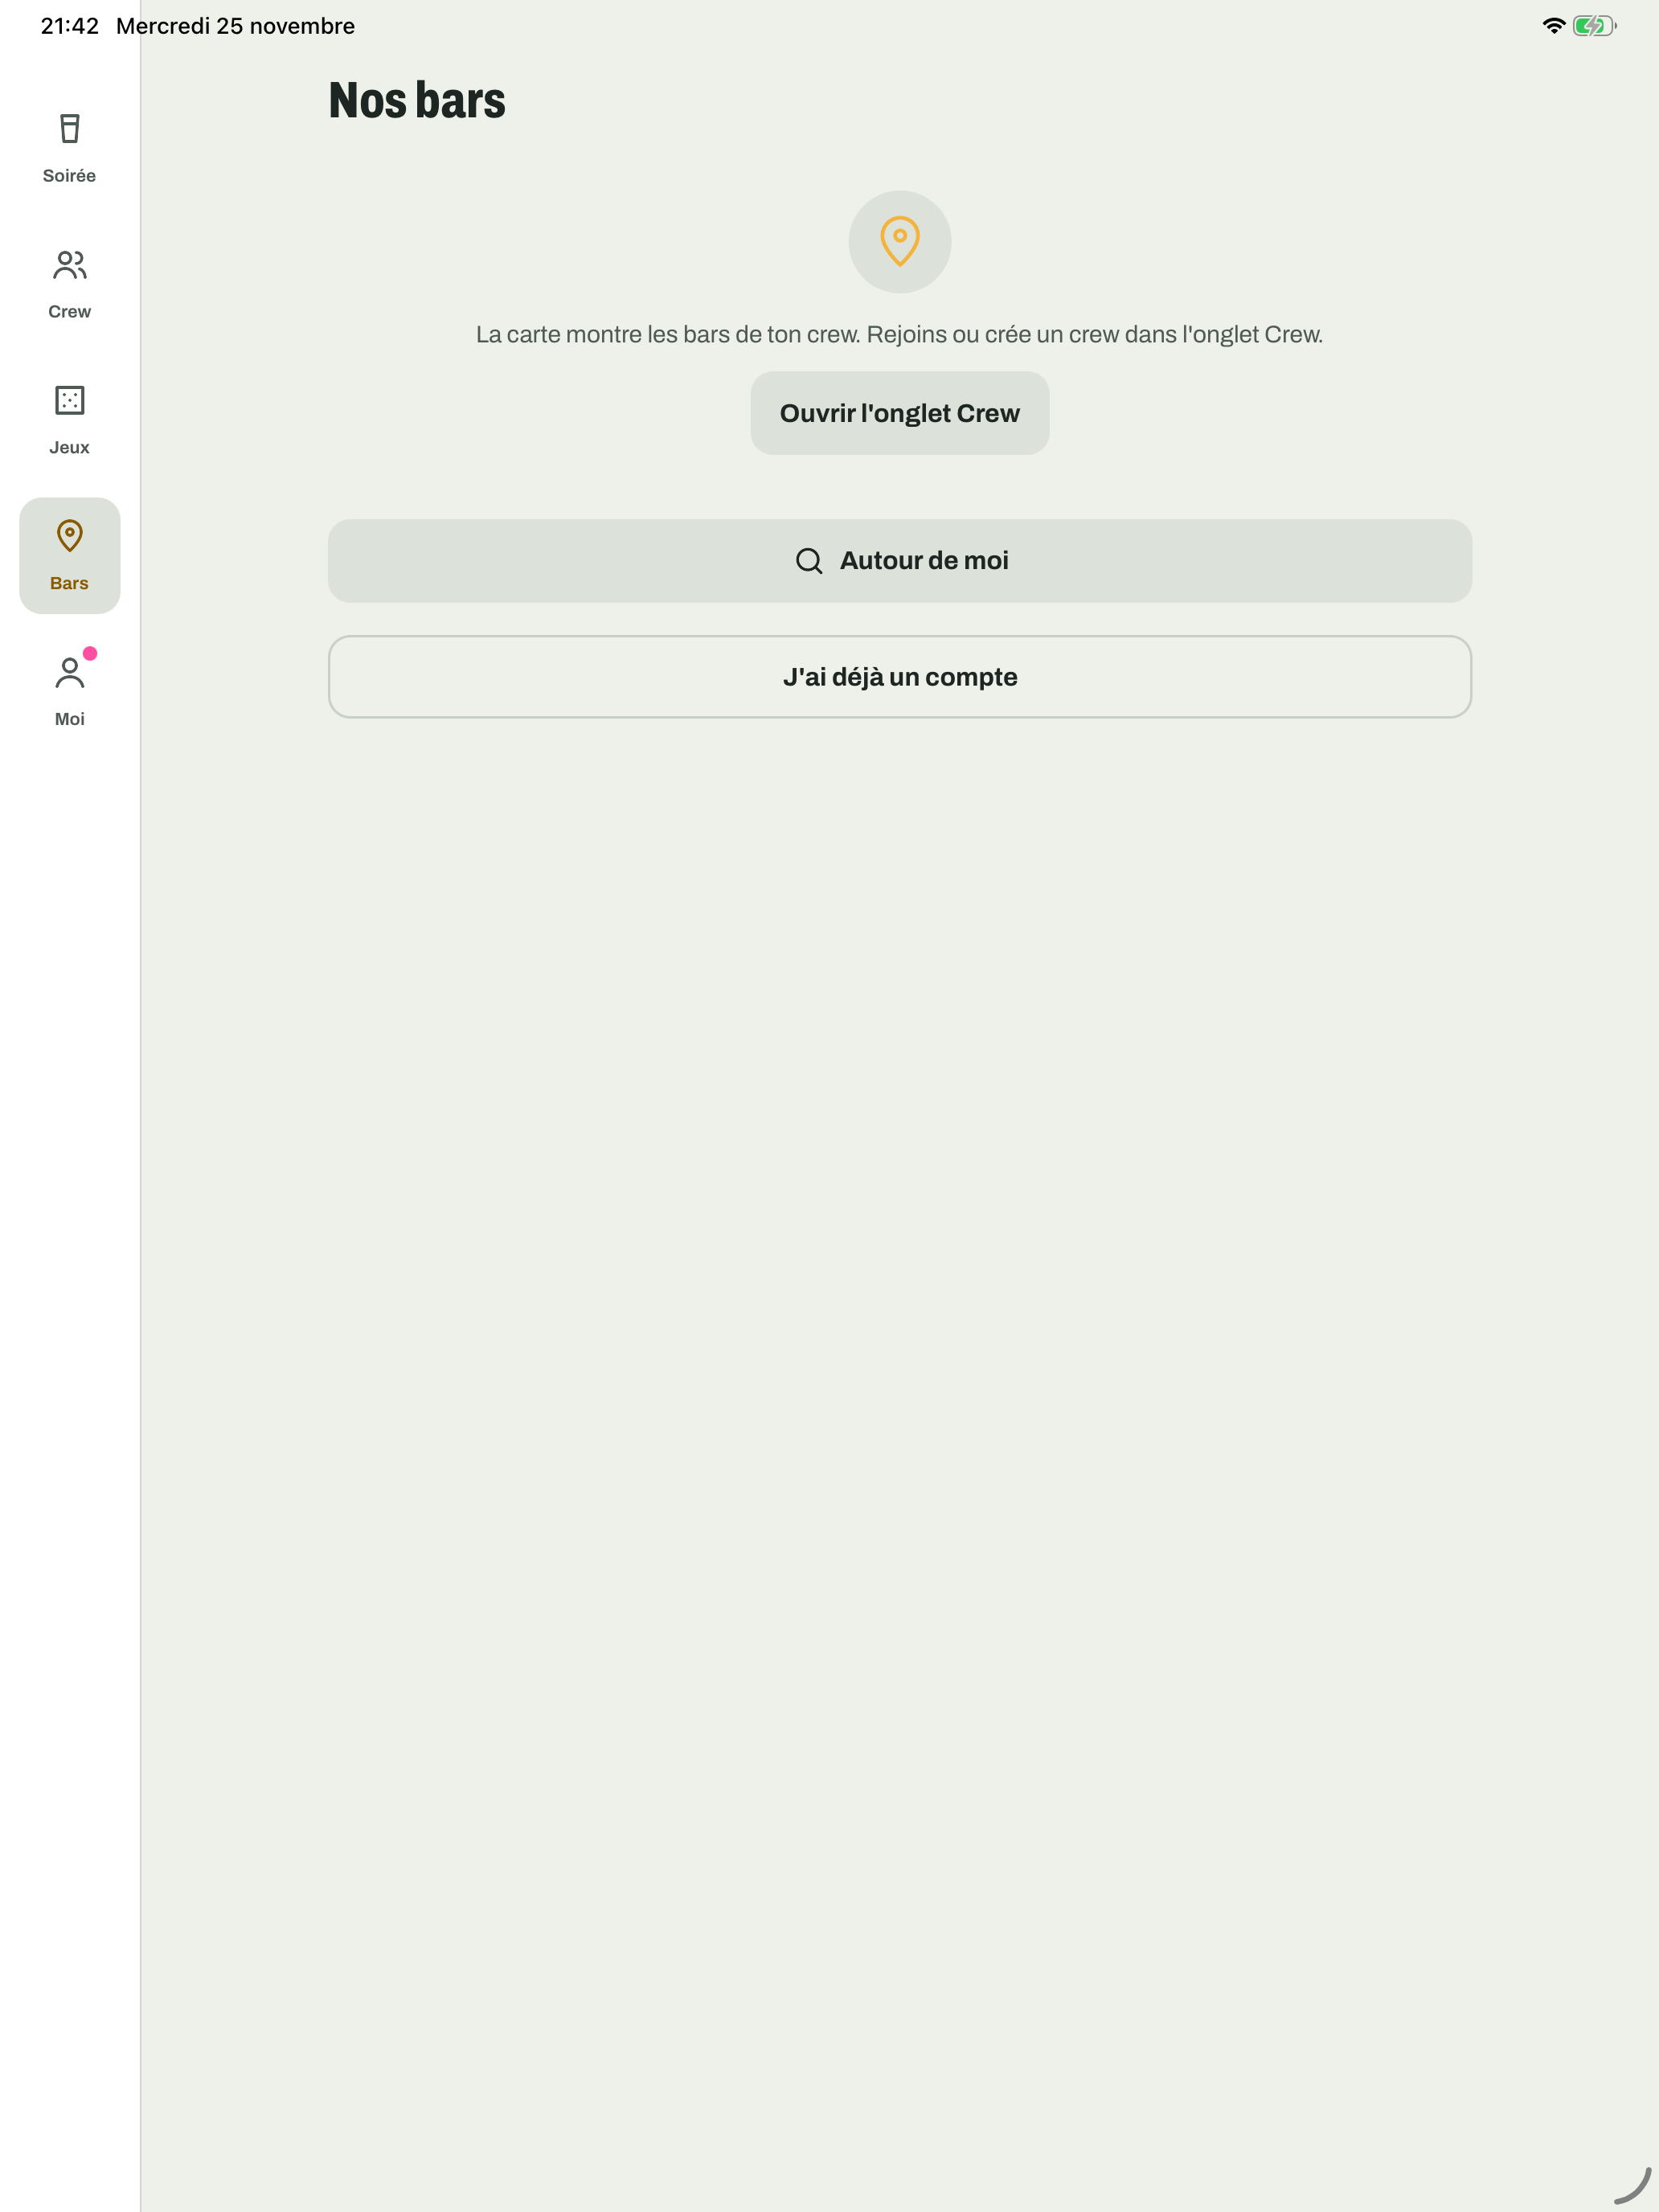 21:42 Mercredi 25 novembre
Nos bars
Soirée
Crew
Jeux
Bars
Moi
La carte montre les bars de ton crew. Rejoins ou crée un crew dans l'onglet Crew.
Ouvrir l'onglet Crew
Autour de moi
J'ai déjà un compte